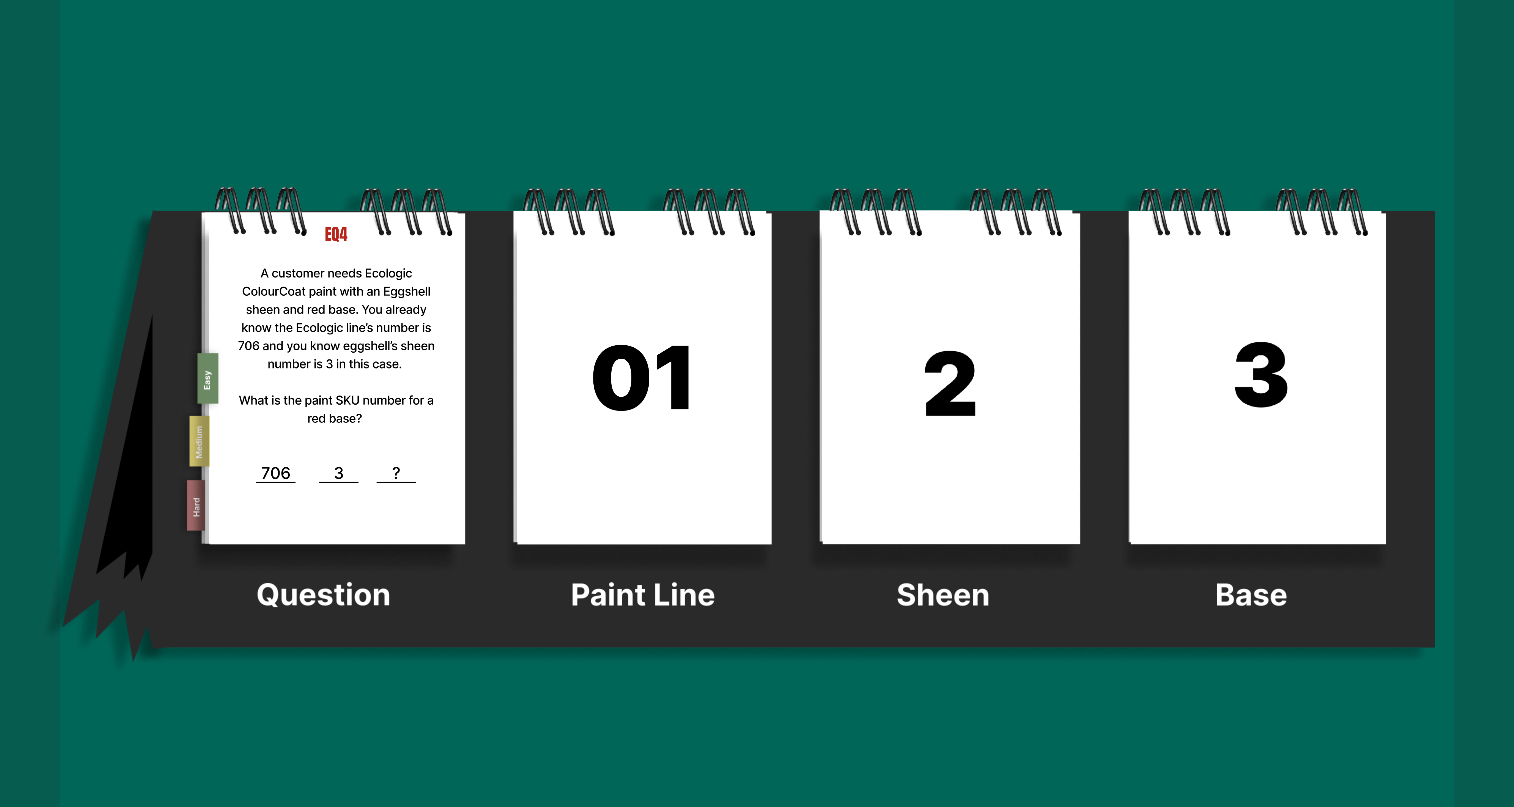 EQ4
A customer needs Ecologic
ColourCoat paint with an Eggshell
sheen and red base. You already
know the Ecologic line’s number is
706 and you know eggshell’s sheen
number is 3 in this case.
What is the paint SKU number for a
red base?
706 3 ?
Easy
Medium
Hard
01
2
3
Question
Paint Line
Sheen
Base